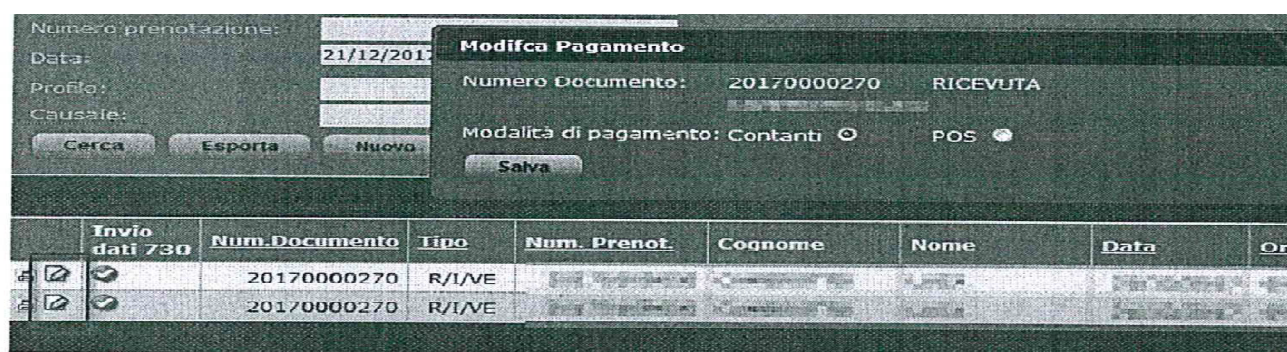 Numero prenotazione:
Data: 21/12/201
Profilo:
Causale:
Cerca Esporta Nuovo
Modifca Pagamento
Numero Documento: 20170000270 RICEVUTA
Modalità di pagamento: Contanti POS
Salva
Invio dati 730 Num.Documento Tipo Num. Prenot. Cognome Nome Data Or
20170000270 R/I/VE
20170000270 R/I/VE